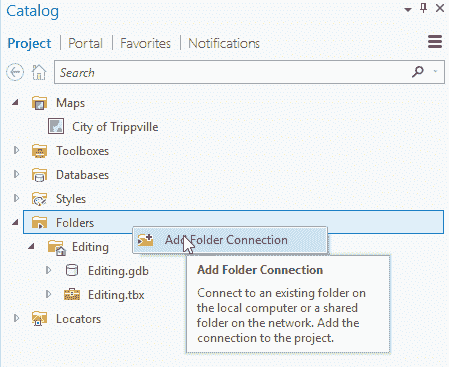 Catalog
Project Portal Favorites Notifications
Search
Maps
City of Trippville
Toolboxes
Databases
Styles
Folders
Add Folder Connection
Editing
Editing.gdb
Editing.tbx
Locators
Add Folder Connection
Connect to an existing folder on
the local computer or a shared
folder on the network. Add the
connection to the project.